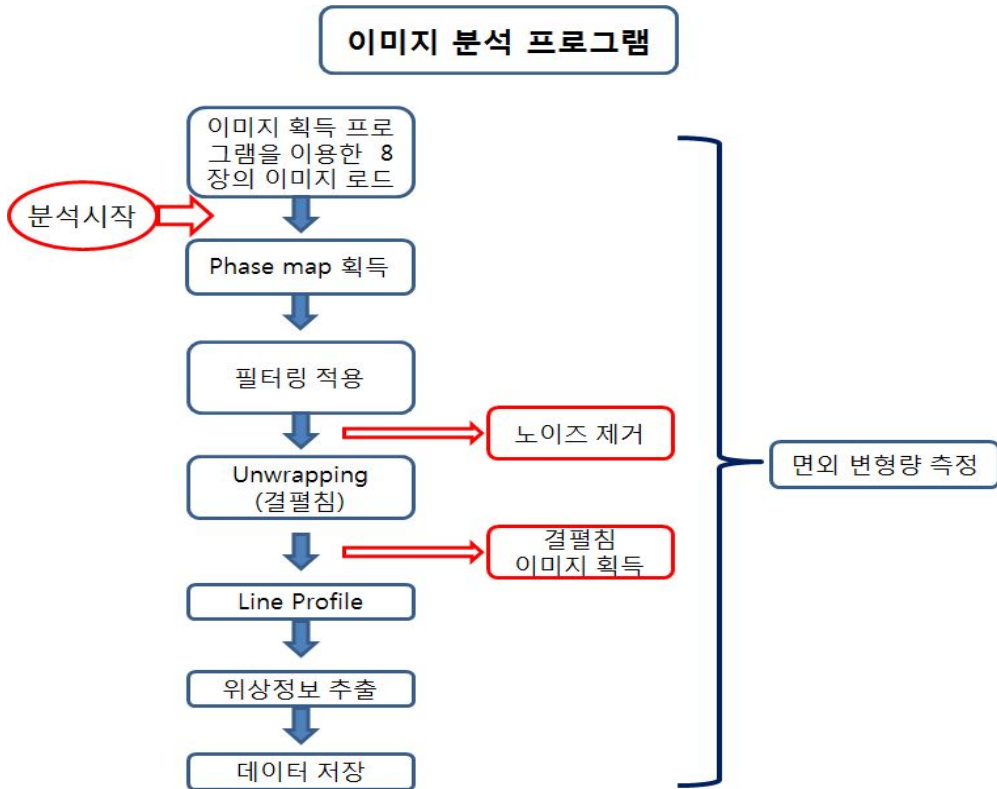 이미지 분석 프로그램
이미지 획득 프로
그램을 이용한 8
장의 이미지 로드
분석시작
Phase map 획득
필터링 적용
노이즈 제거
Unwrapping
(결펼침)
결펼침
이미지 획득
Line Profile
위상정보 추출
데이터 저장
면외 변형량 측정